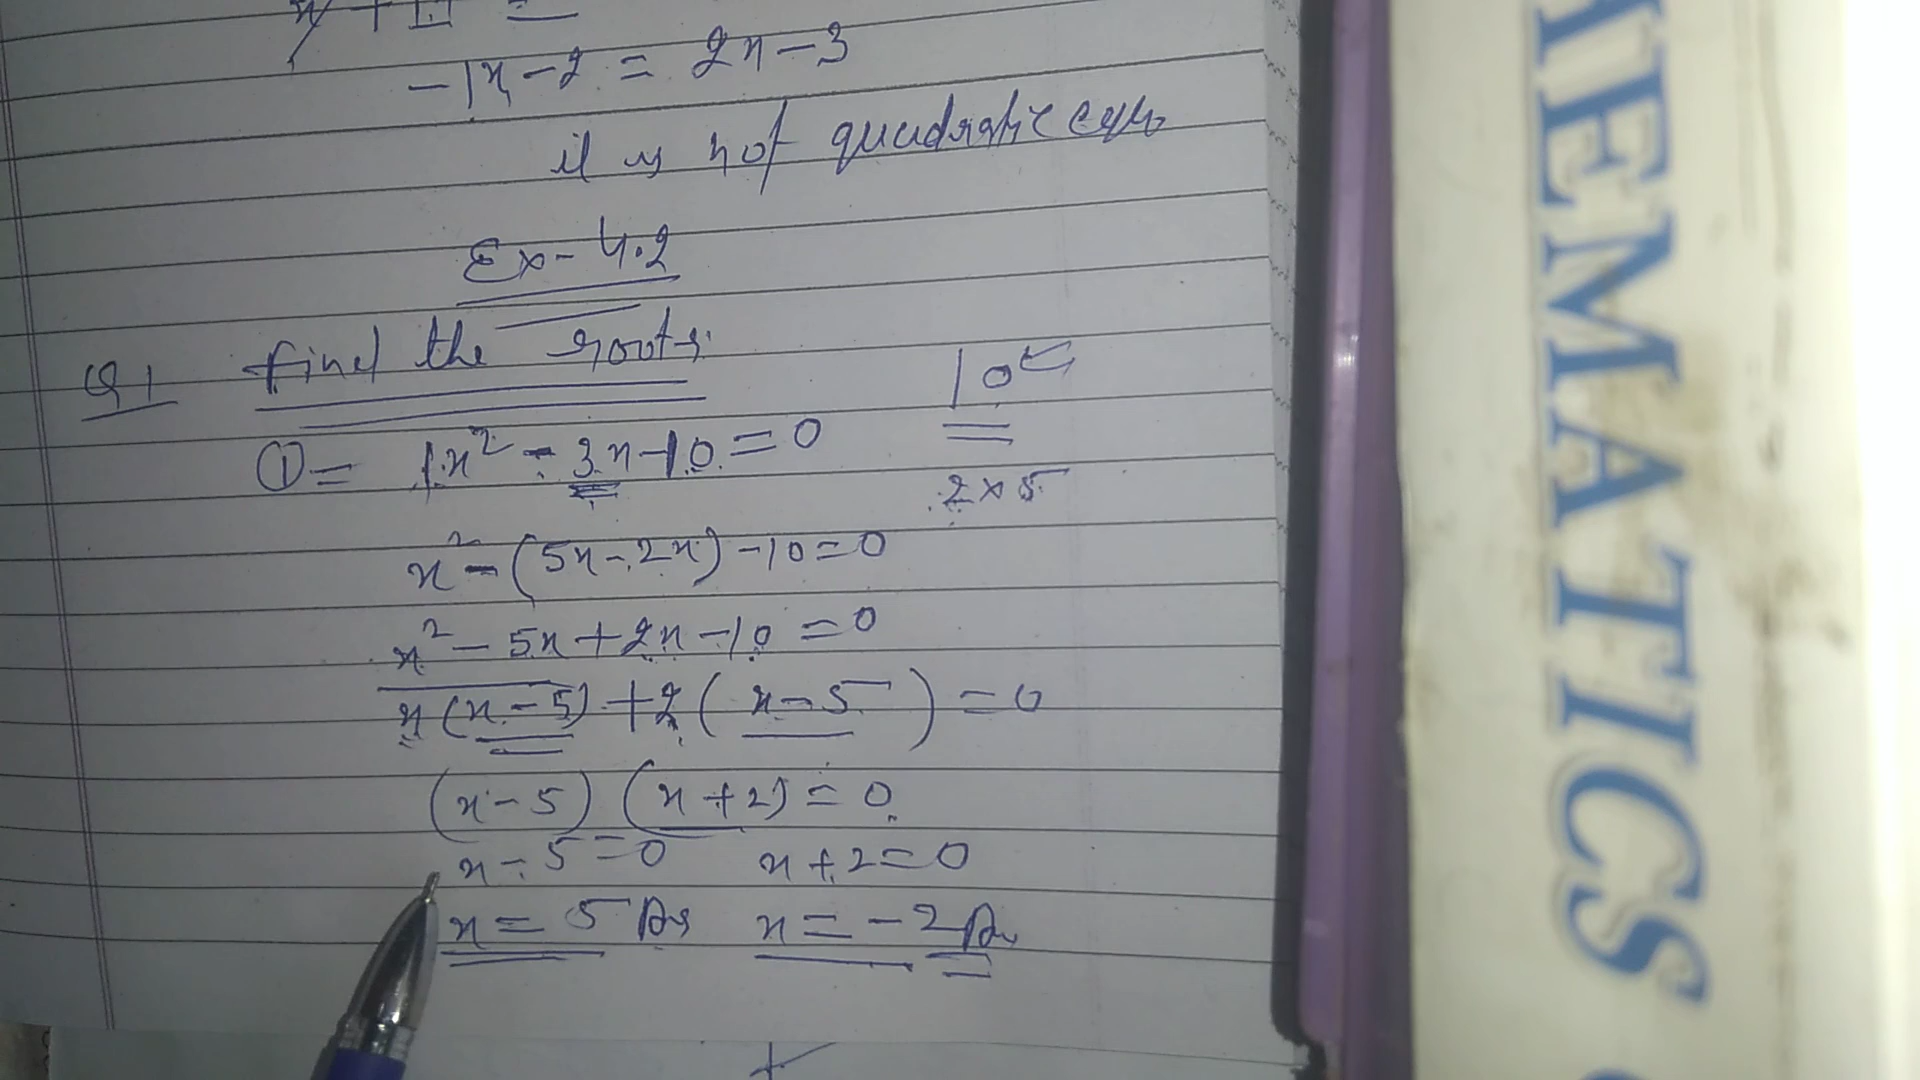 -1x-2 = 2x-3
it is not quadratic eqn
Ex-4.2
Q1 find the roots.
① = 1x² - 3x-10=0
10
2×5
x²-(5x-2x)-10=0
x²-5x+2x-10=0
x(x-5)+2(x-5)=0
(x-5)(x+2)=0
x-5=0 x+2=0
x=5 As x=-2 A
EMATICS